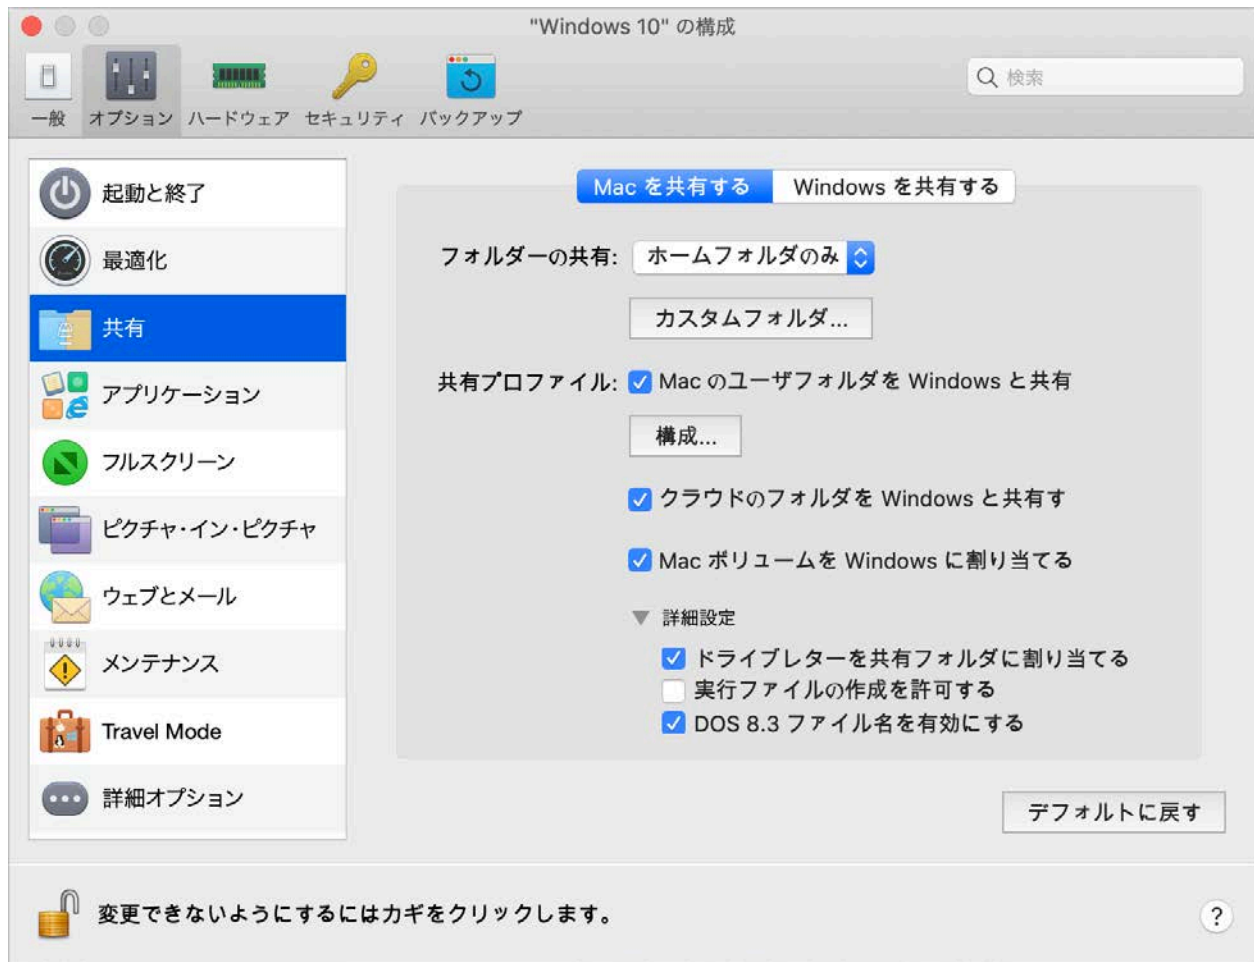 "Windows 10" の構成
一般
オプション
ハードウェア
セキュリティ
バックアップ
検索
起動と終了
最適化
共有
アプリケーション
フルスクリーン
ピクチャ・イン・ピクチャ
ウェブとメール
メンテナンス
Travel Mode
詳細オプション
Mac を共有する
Windows を共有する
フォルダーの共有: ホームフォルダのみ
カスタムフォルダ...
共有プロファイル: Mac のユーザフォルダを Windows と共有
構成...
クラウドのフォルダを Windows と共有す
Mac ボリュームを Windows に割り当てる
詳細設定
ドライブレターを共有フォルダに割り当てる
実行ファイルの作成を許可する
DOS 8.3 ファイル名を有効にする
デフォルトに戻す
変更できないようにするにはカギをクリックします。
?